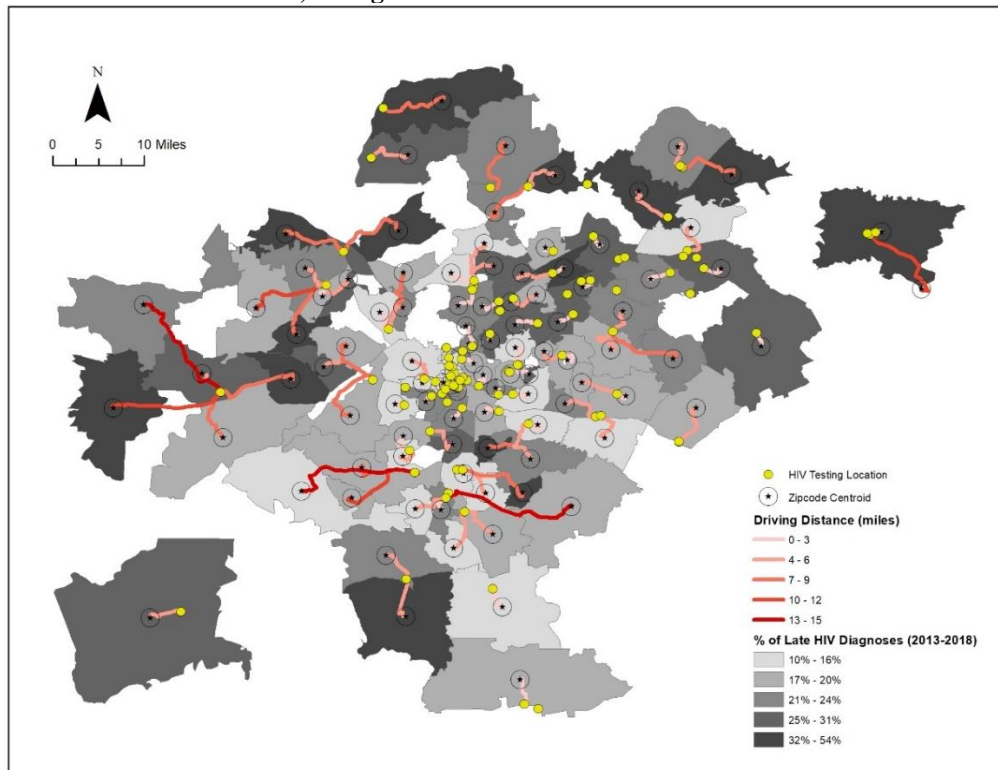 N
0 5 10 Miles
HIV Testing Location
Zipcode Centroid
Driving Distance (miles)
0 - 3
4 - 6
7 - 9
10 - 12
13 - 15
% of Late HIV Diagnoses (2013-2018)
10% - 16%
17% - 20%
21% - 24%
25% - 31%
32% - 54%